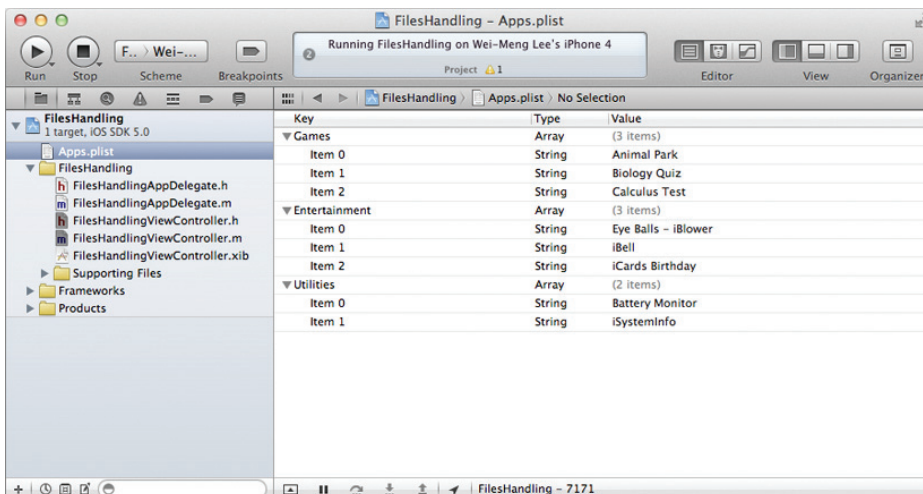 FilesHandling – Apps.plist
F... Wei-...
2 Running FilesHandling on Wei-Meng Lee's iPhone 4
Project 1
Run Stop Scheme Breakpoints Editor View Organizer
FilesHandling Apps.plist No Selection
FilesHandling
1 target, iOS SDK 5.0
Apps.plist
FilesHandling
h FilesHandlingAppDelegate.h
m FilesHandlingAppDelegate.m
h FilesHandlingViewController.h
m FilesHandlingViewController.m
FilesHandlingViewController.xib
Supporting Files
Frameworks
Products
Key Type Value
Games Array (3 items)
Item 0 String Animal Park
Item 1 String Biology Quiz
Item 2 String Calculus Test
Entertainment Array (3 items)
Item 0 String Eye Balls – iBlower
Item 1 String iBell
Item 2 String iCards Birthday
Utilities Array (2 items)
Item 0 String Battery Monitor
Item 1 String iSystemInfo
FilesHandling – 7171